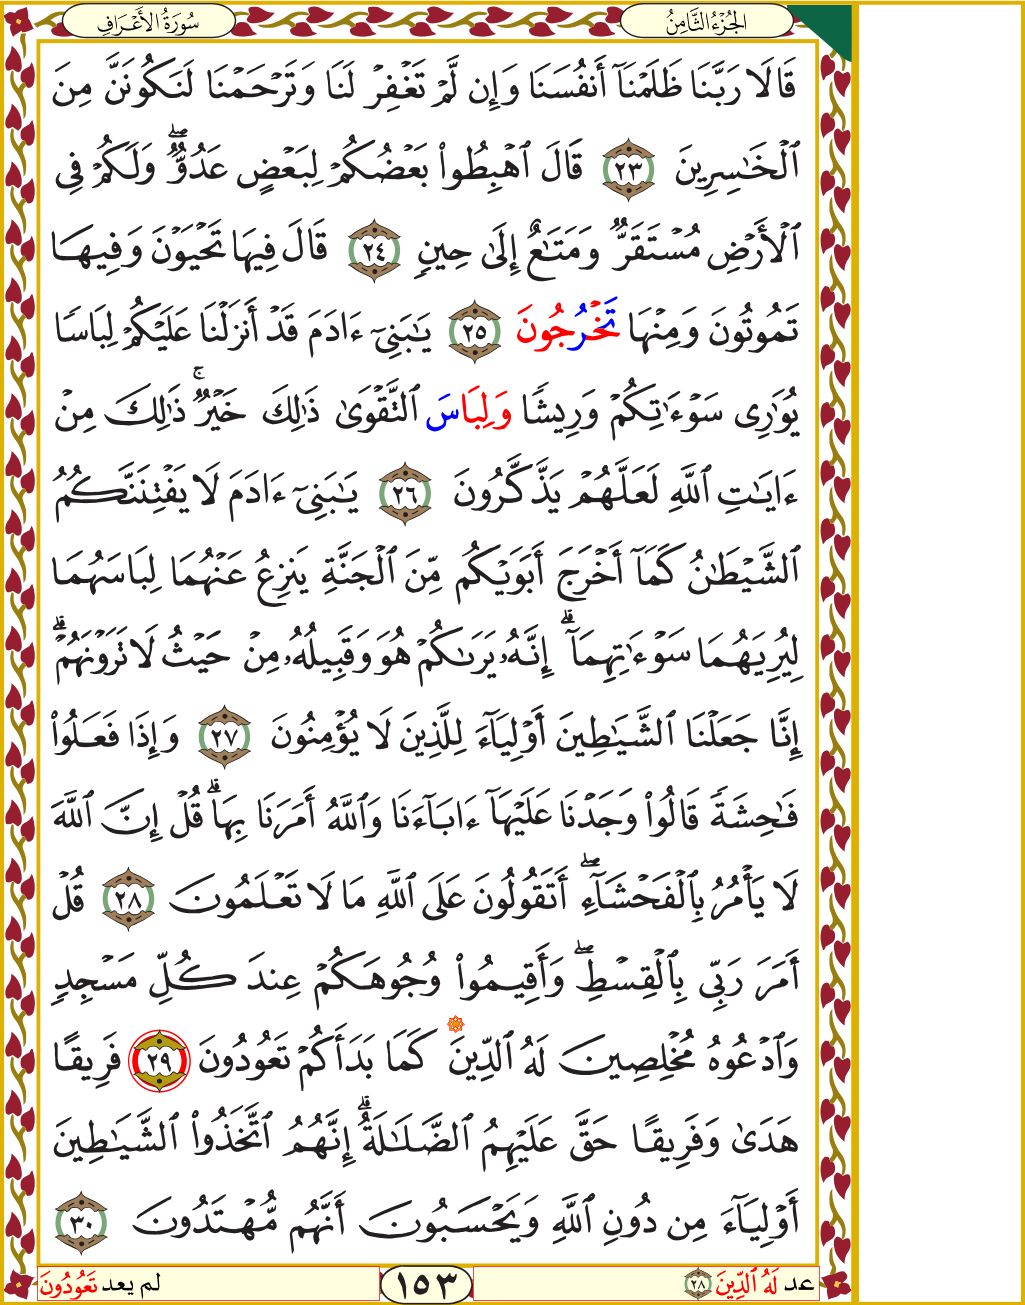 الجُزْءُ الثَّامِنُ
سُورَةُ الأَعْرَافِ
قَالَا رَبَّنَا ظَلَمْنَآ أَنفُسَنَا وَإِن لَّمْ تَغْفِرْ لَنَا وَتَرْحَمْنَا لَنَكُونَنَّ مِنَ
ٱلْخَـٰسِرِينَ ٢٣ قَالَ ٱهْبِطُوا۟ بَعْضُكُمْ لِبَعْضٍ عَدُوٌّ ۖ وَلَكُمْ فِى
ٱلْأَرْضِ مُسْتَقَرٌّ وَمَتَـٰعٌ إِلَىٰ حِينٍ ٢٤ قَالَ فِيهَا تَحْيَوْنَ وَفِيهَا
تَمُوتُونَ وَمِنْهَا تَخْرُجُونَ ٢٥ يَـٰبَنِىٓ ءَادَمَ قَدْ أَنزَلْنَا عَلَيْكُمْ لِبَاسًا
يُوَٰرِى سَوْءَٰتِكُمْ وَرِيشًا وَلِبَاسَ ٱلتَّقْوَىٰ ذَٰلِكَ خَيْرٌ ۚ ذَٰلِكَ مِنْ
ءَايَـٰتِ ٱللَّهِ لَعَلَّهُمْ يَذَّكَّرُونَ ٢٦ يَـٰبَنِىٓ ءَادَمَ لَا يَفْتِنَنَّكُمُ
ٱلشَّيْطَـٰنُ كَمَآ أَخْرَجَ أَبَوَيْكُم مِّنَ ٱلْجَنَّةِ يَنزِعُ عَنْهُمَا لِبَاسَهُمَا
لِيُرِيَهُمَا سَوْءَٰتِهِمَآ ۗ إِنَّهُۥ يَرَىٰكُمْ هُوَ وَقَبِيلُهُۥ مِنْ حَيْثُ لَا تَرَوْنَهُمْ ۗ
إِنَّا جَعَلْنَا ٱلشَّيَـٰطِينَ أَوْلِيَآءَ لِلَّذِينَ لَا يُؤْمِنُونَ ٢٧ وَإِذَا فَعَلُوا۟
فَـٰحِشَةً قَالُوا۟ وَجَدْنَا عَلَيْهَآ ءَابَآءَنَا وَٱللَّهُ أَمَرَنَا بِهَا ۗ قُلْ إِنَّ ٱللَّهَ
لَا يَأْمُرُ بِٱلْفَحْشَآءِ ۖ أَتَقُولُونَ عَلَى ٱللَّهِ مَا لَا تَعْلَمُونَ ٢٨ قُلْ
أَمَرَ رَبِّى بِٱلْقِسْطِ ۖ وَأَقِيمُوا۟ وُجُوهَكُمْ عِندَ كُلِّ مَسْجِدٍ
وَٱدْعُوهُ مُخْلِصِينَ لَهُ ٱلدِّينَ كَمَا بَدَأَكُمْ تَعُودُونَ ٢٩ فَرِيقًا
هَدَىٰ وَفَرِيقًا حَقَّ عَلَيْهِمُ ٱلضَّلَـٰلَةُ ۗ إِنَّهُمُ ٱتَّخَذُوا۟ ٱلشَّيَـٰطِينَ
أَوْلِيَآءَ مِن دُونِ ٱللَّهِ وَيَحْسَبُونَ أَنَّهُم مُّهْتَدُونَ ٣٠
عد لَهُ ٱلدِّينَ ٢٨
١٥٣
لم يعد تَعُودُونَ